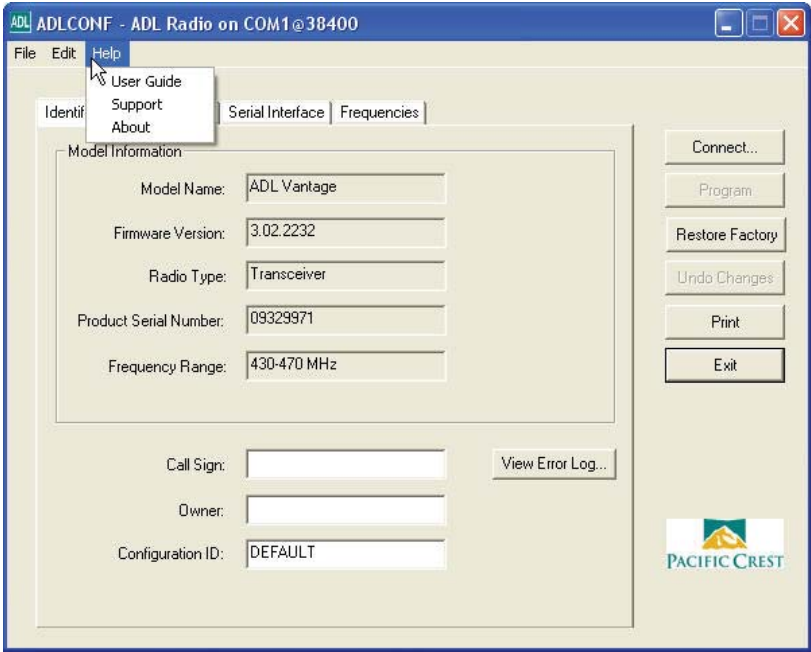 ADL ADLCONF - ADL Radio on COM1@38400
File Edit Help
User Guide
Support
About
Serial Interface Frequencies
Model Information
Model Name: ADL Vantage
Firmware Version: 3.02.2232
Radio Type: Transceiver
Product Serial Number: 09329971
Frequency Range: 430-470 MHz
Call Sign:
View Error Log...
Owner:
Configuration ID: DEFAULT
Connect...
Program
Restore Factory
Undo Changes
Print
Exit
PACIFIC CREST